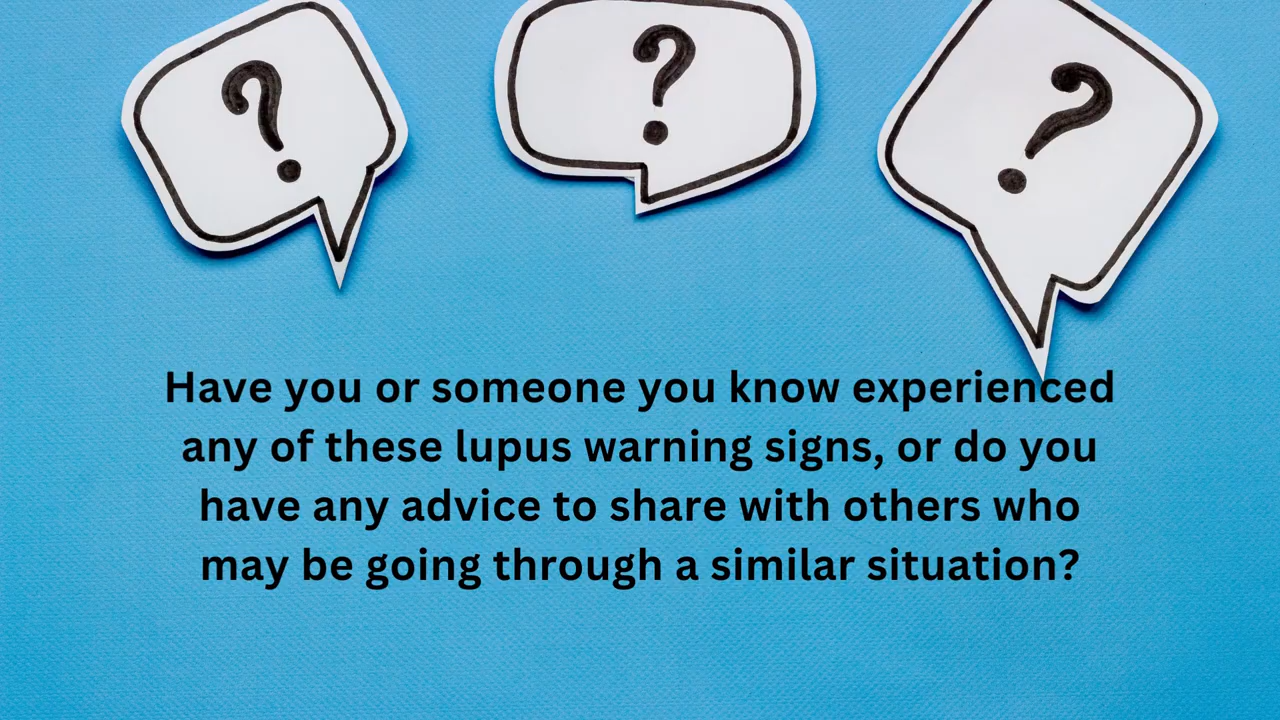 ? ? ?
Have you or someone you know experienced
any of these lupus warning signs, or do you
have any advice to share with others who
may be going through a similar situation?